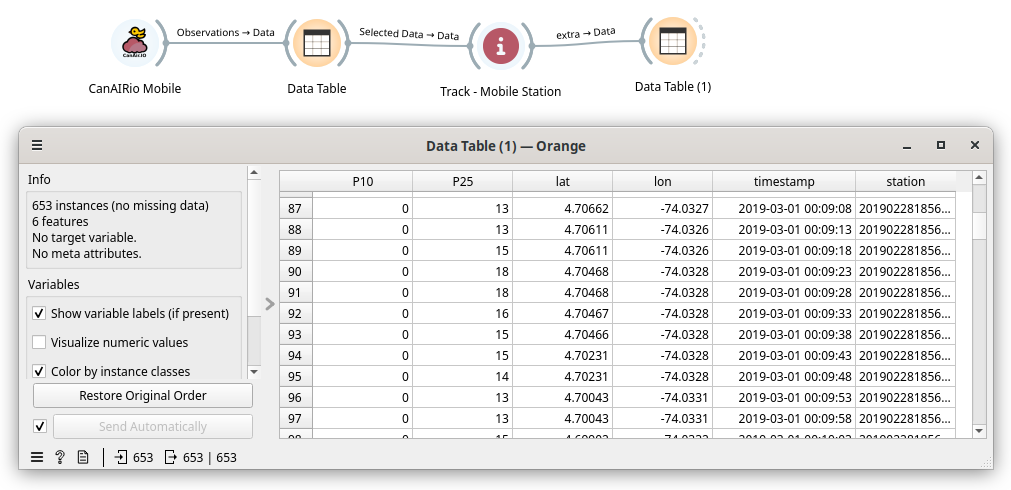 Observations → Data
Selected Data → Data
extra → Data
CanAirIO
CanAIRio Mobile
Data Table
Track - Mobile Station
Data Table (1)
Data Table (1) — Orange
Info
653 instances (no missing data)
6 features
No target variable.
No meta attributes.
Variables
Show variable labels (if present)
Visualize numeric values
Color by instance classes
Restore Original Order
Send Automatically
P10 P25 lat lon timestamp station
87 0 13 4.70662 -74.0327 2019-03-01 00:09:08 201902281856...
88 0 13 4.70611 -74.0326 2019-03-01 00:09:13 201902281856...
89 0 15 4.70611 -74.0326 2019-03-01 00:09:18 201902281856...
90 0 18 4.70468 -74.0328 2019-03-01 00:09:23 201902281856...
91 0 18 4.70468 -74.0328 2019-03-01 00:09:28 201902281856...
92 0 16 4.70467 -74.0328 2019-03-01 00:09:33 201902281856...
93 0 15 4.70466 -74.0328 2019-03-01 00:09:38 201902281856...
94 0 15 4.70231 -74.0328 2019-03-01 00:09:43 201902281856...
95 0 14 4.70231 -74.0328 2019-03-01 00:09:48 201902281856...
96 0 13 4.70043 -74.0331 2019-03-01 00:09:53 201902281856...
97 0 13 4.70043 -74.0331 2019-03-01 00:09:58 201902281856...
? 653 653 | 653